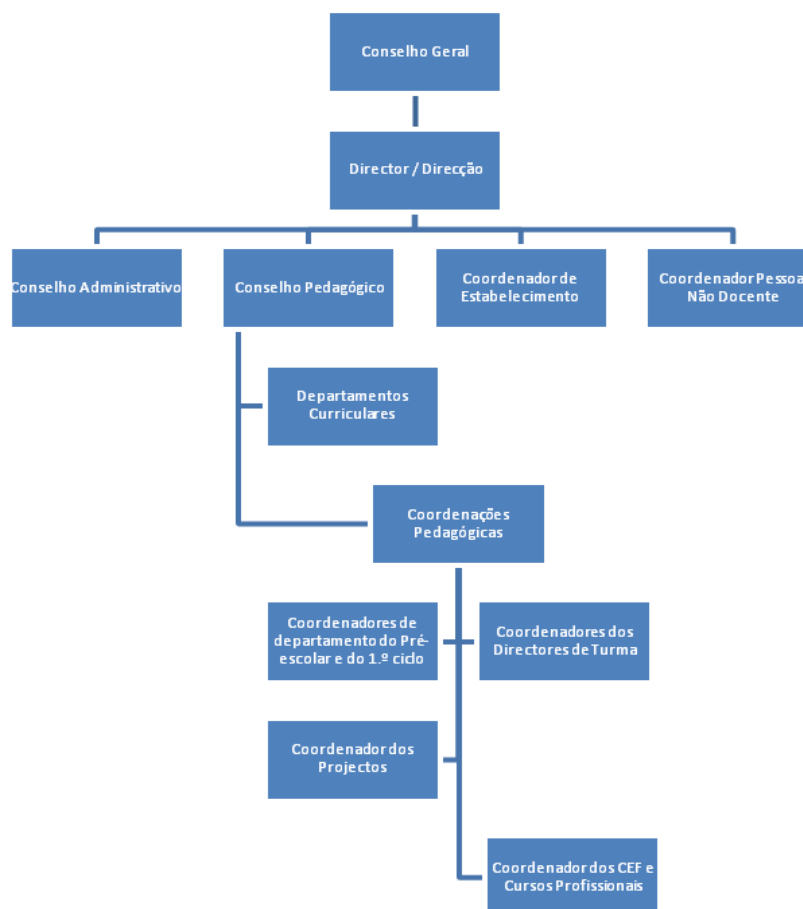 Conselho Geral
Director / Direcção
Conselho Administrativo
Conselho Pedagógico
Coordenador de
Estabelecimento
Coordenador Pessoa
Não Docente
Departamentos
Curriculares
Coordenações
Pedagógicas
Coordenadores de
departamento do Pré-
escolar e do 1.º ciclo
Coordenadores dos
Directores de Turma
Coordenador dos
Projectos
Coordenador dos CEF e
Cursos Profissionais